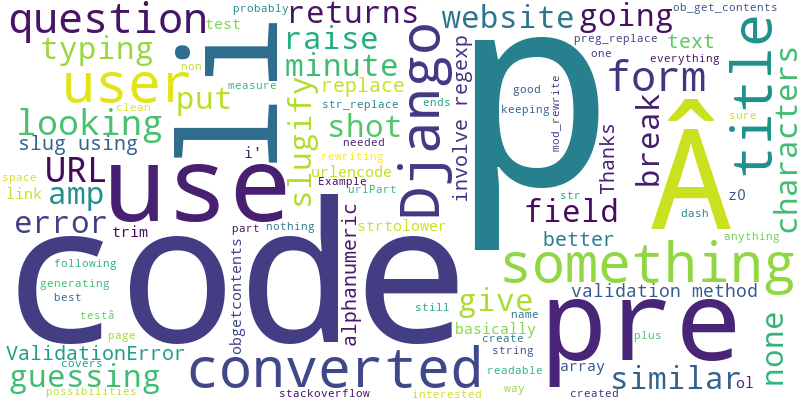 question
returns
going
ob_get_contents
probably
website
typing
test
raise
preg_replace
text
title
li
minute
one
everything
user
measure
replace
form
non
put
Django
good
clean
str_replace
ends
keeping
mod_rewrite
p
break
Â
sure
looking
slugify
shot
involve regexp
characters
slug using
needed
i'
rewriting
Thanks
space
URL
use
Example
urlencode
link
amp
urlPart
str
z0
error
field
dash
trim
part
nothing
strtolower
better
anything
code
obgetcontents
alphanumeric
something
following
generating
still
give
validation method
best
pre
none
testâ
name
basically
plus
page
create
string
ValidationError
covers
converted
array
similar
guessing
readable
ol
possibilities
stackoverflow
interested
way
created